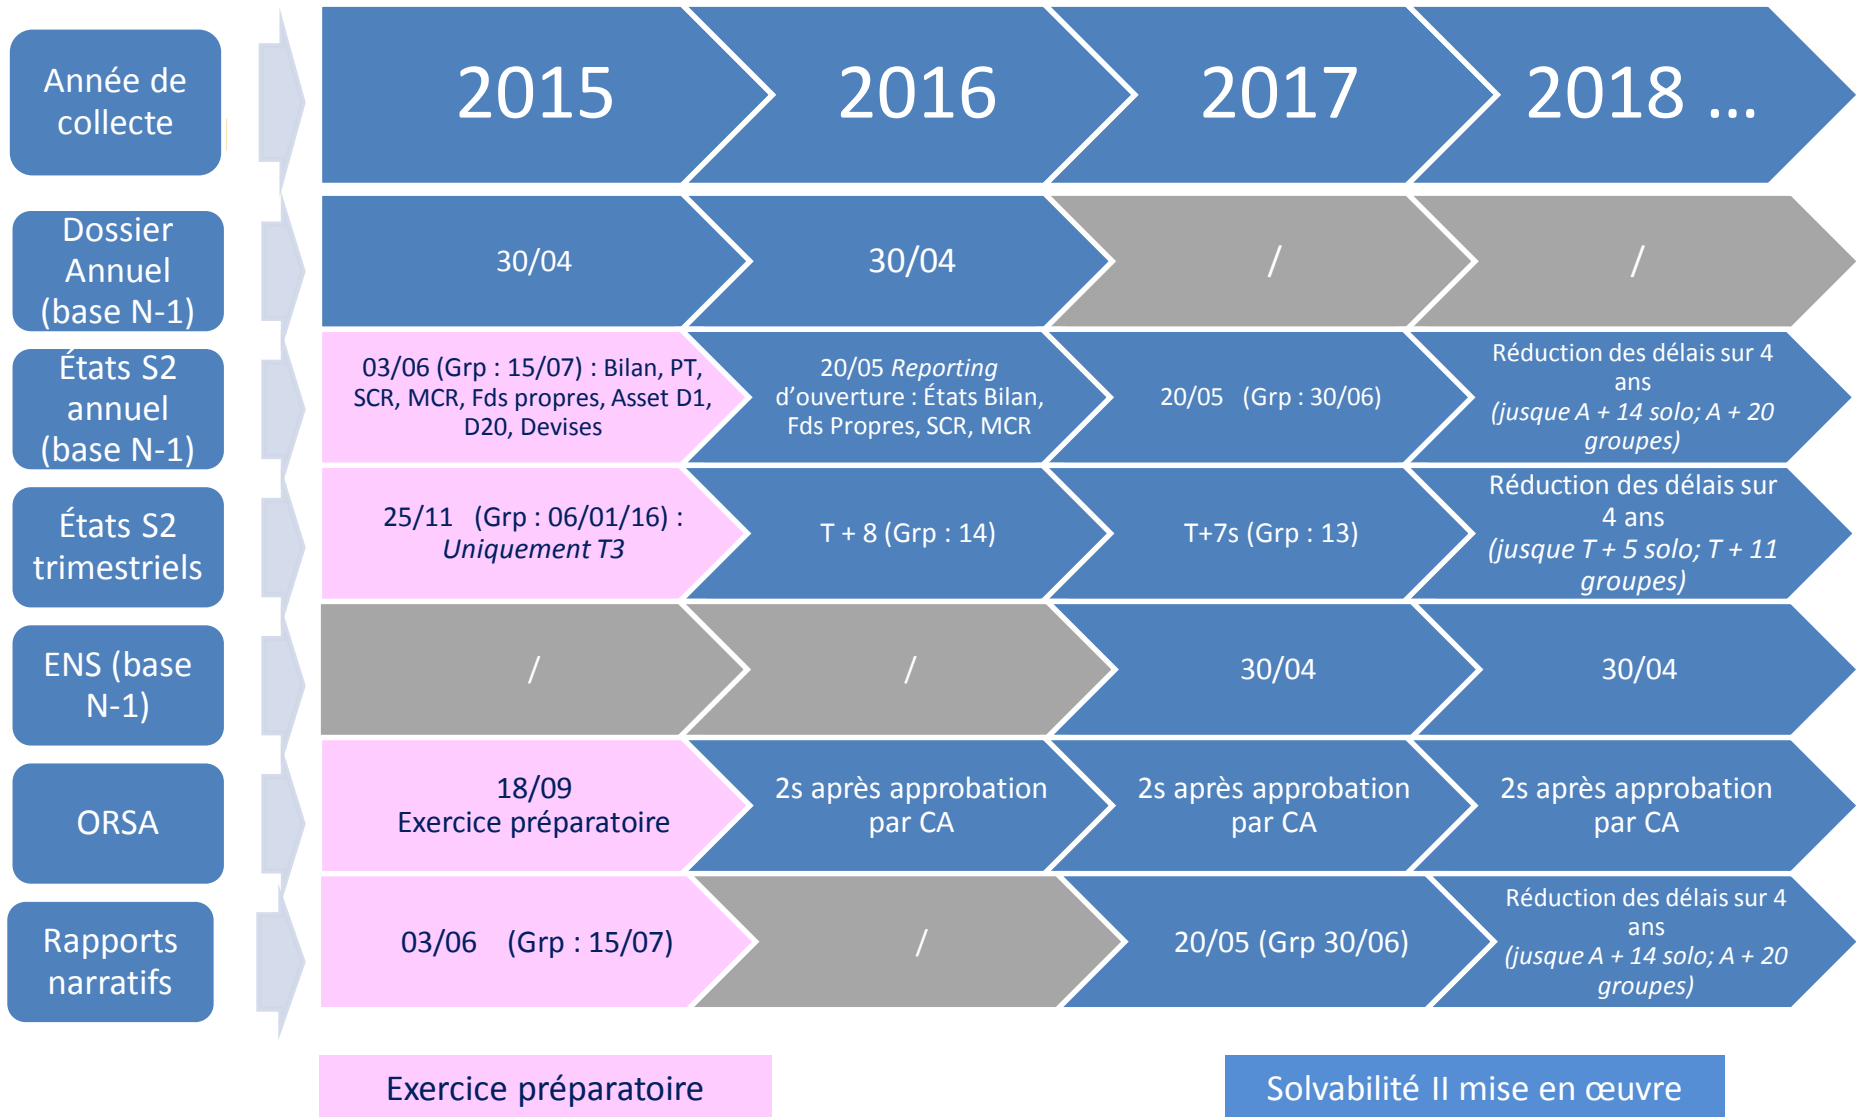 Année de
collecte
2015
2016
2017
2018 ...
Dossier
Annuel
(base N-1)
30/04
30/04
/
/
États S2
annuel
(base N-1)
03/06 (Grp : 15/07) : Bilan, PT,
SCR, MCR, Fds propres, Asset D1,
D20, Devises
20/05 Reporting
d’ouverture : États Bilan,
Fds Propres, SCR, MCR
20/05 (Grp : 30/06)
Réduction des délais sur 4
ans
(jusque A + 14 solo; A + 20
groupes)
États S2
trimestriels
25/11 (Grp : 06/01/16) :
Uniquement T3
T + 8 (Grp : 14)
T+7s (Grp : 13)
Réduction des délais sur
4 ans
(jusque T + 5 solo; T + 11
groupes)
ENS (base
N-1)
/
/
30/04
30/04
ORSA
18/09
Exercice préparatoire
2s après approbation
par CA
2s après approbation
par CA
2s après approbation
par CA
Rapports
narratifs
03/06 (Grp : 15/07)
/
20/05 (Grp 30/06)
Réduction des délais sur 4
ans
(jusque A + 14 solo; A + 20
groupes)
Exercice préparatoire
Solvabilité II mise en œuvre